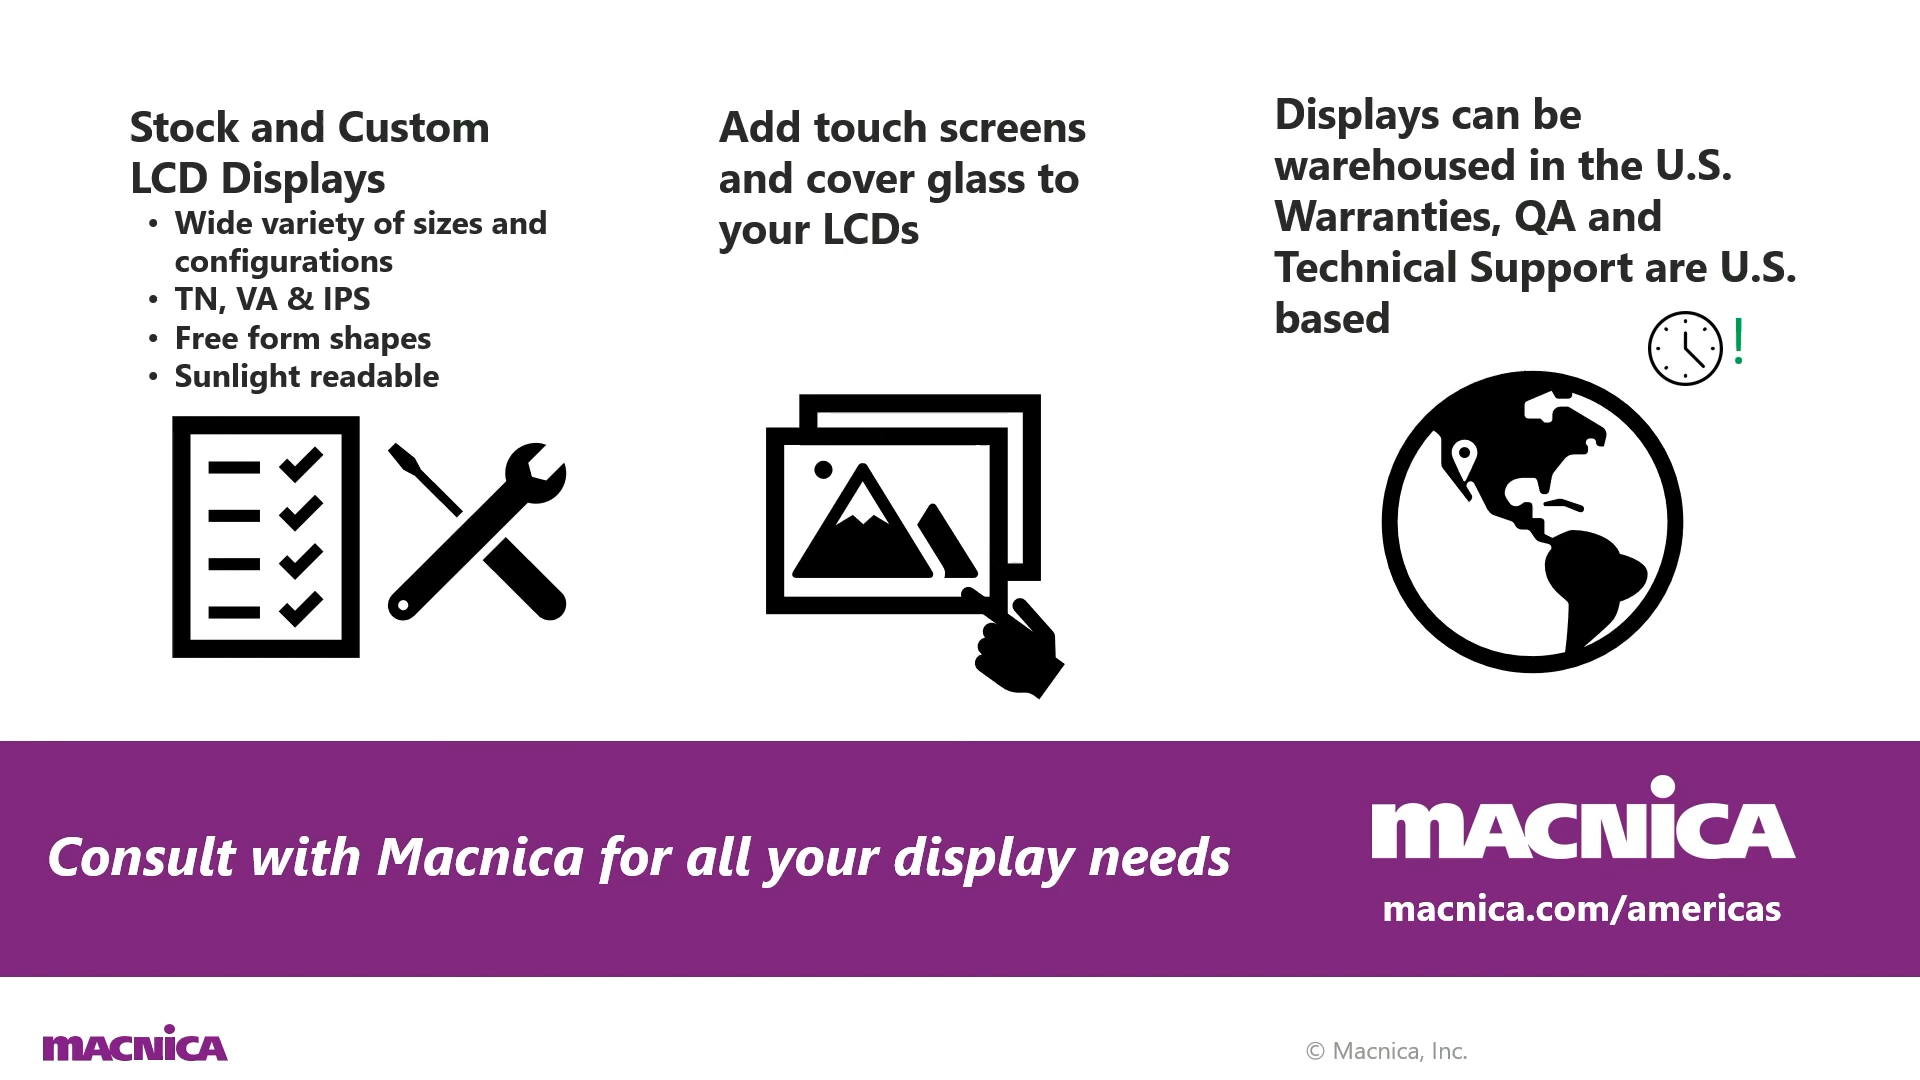 Stock and Custom
LCD Displays
• Wide variety of sizes and
configurations
• TN, VA & IPS
• Free form shapes
• Sunlight readable
Add touch screens
and cover glass to
your LCDs
Displays can be
warehoused in the U.S.
Warranties, QA and
Technical Support are U.S.
based
!
Consult with Macnica for all your display needs
MACNiCA
macnica.com/americas
MACNiCA
© Macnica, Inc.